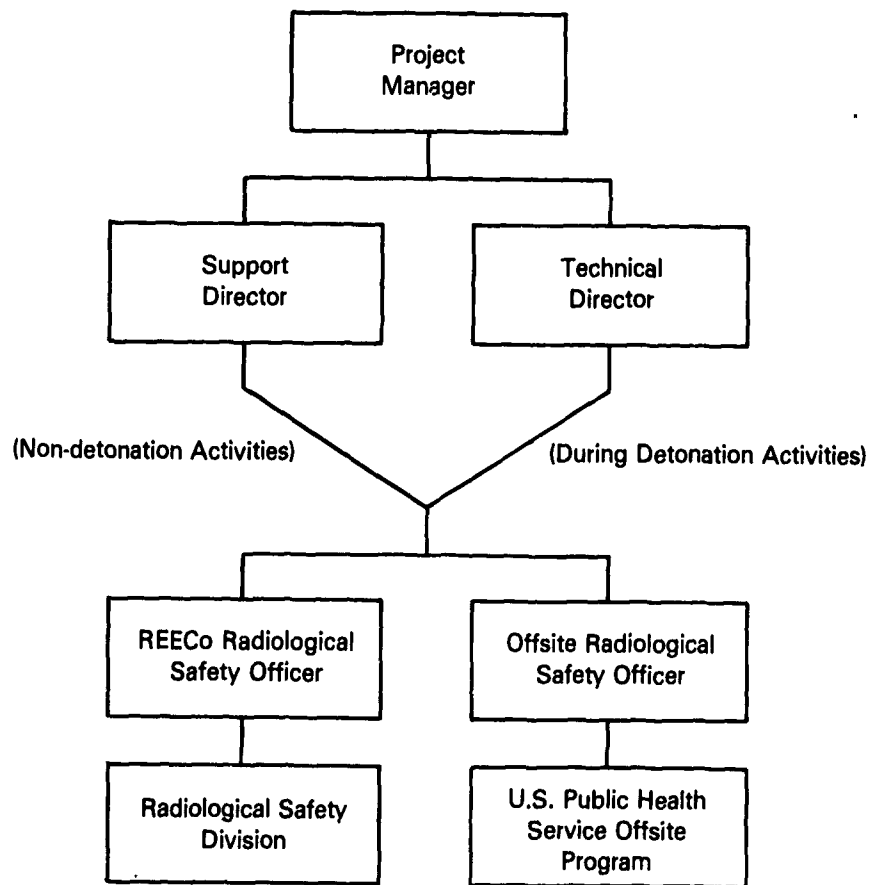 Project
Manager
Support
Director
Technical
Director
(Non-detonation Activities)
(During Detonation Activities)
REECo Radiological
Safety Officer
Offsite Radiological
Safety Officer
Radiological Safety
Division
U.S. Public Health
Service Offsite
Program